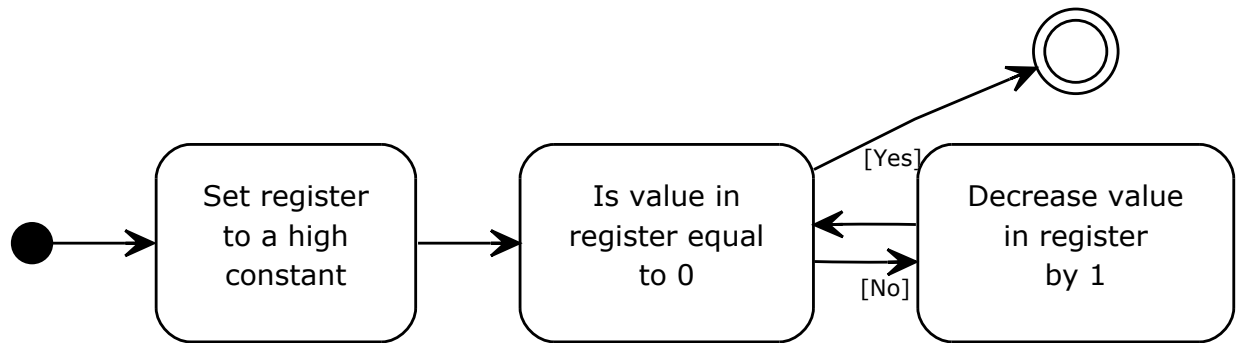 Set register
to a high
constant
Is value in
register equal
to 0
[Yes]
[No]
Decrease value
in register
by 1